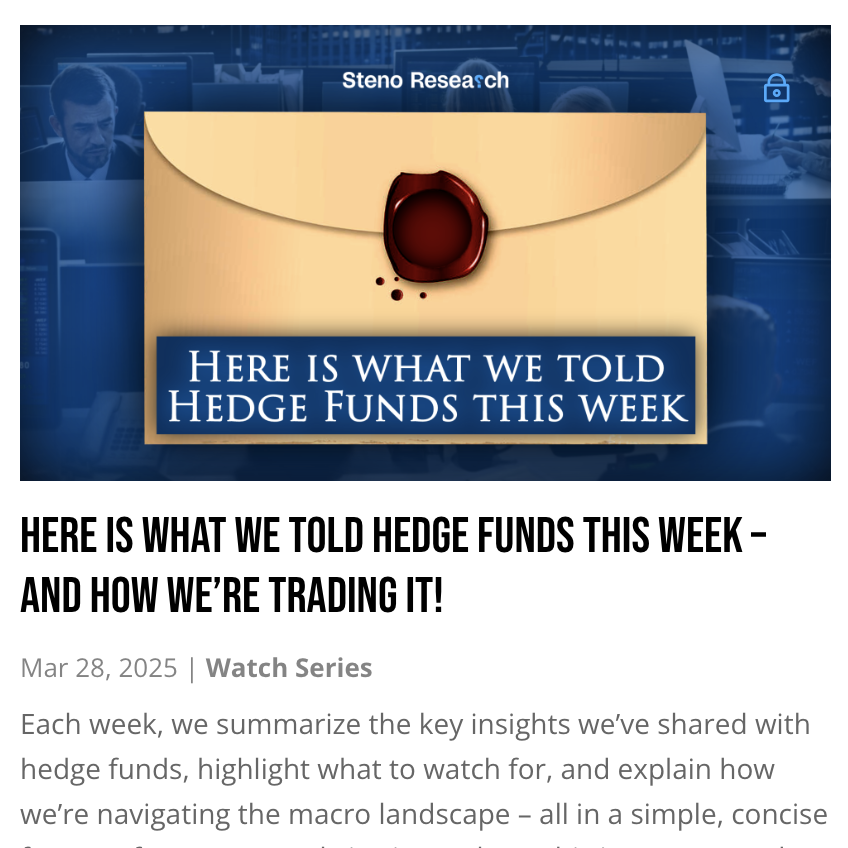 Steno Research
Here is what we told
Hedge Funds this week
HERE IS WHAT WE TOLD HEDGE FUNDS THIS WEEK –
AND HOW WE’RE TRADING IT!
Mar 28, 2025 | Watch Series
Each week, we summarize the key insights we’ve shared with
hedge funds, highlight what to watch for, and explain how
we’re navigating the macro landscape – all in a simple, concise